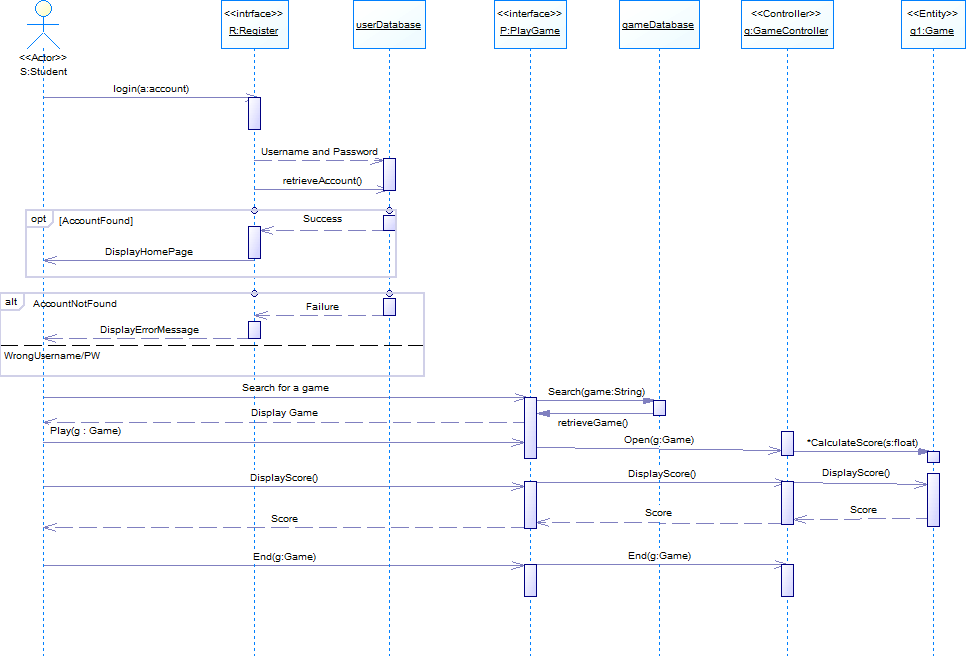 <<intrface>>
R:Register
userDatabase
<<interface>>
P:PlayGame
gameDatabase
<<Controller>>
g:GameController
<<Entity>>
g1:Game
<<Actor>>
S:Student
login(a:account)
Username and Password
retrieveAccount()
opt
[AccountFound]
Success
DisplayHomePage
alt
AccountNotFound
Failure
DisplayErrorMessage
WrongUsername/PW
Search for a game
Search(game:String)
Display Game
retrieveGame()
Play(g : Game)
Open(g:Game)
*CalculateScore(s:float)
DisplayScore()
DisplayScore()
DisplayScore()
Score
Score
Score
End(g:Game)
End(g:Game)